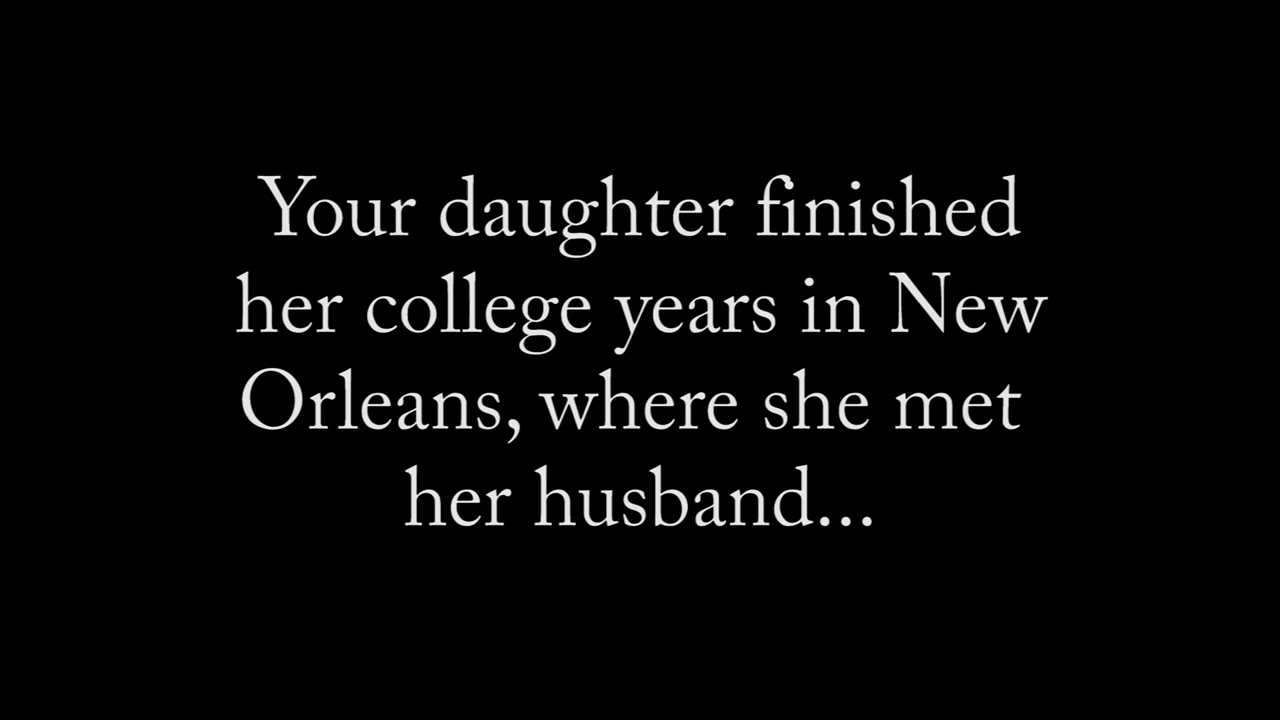 Your daughter finished
her college years in New
Orleans, where she met
her husband...